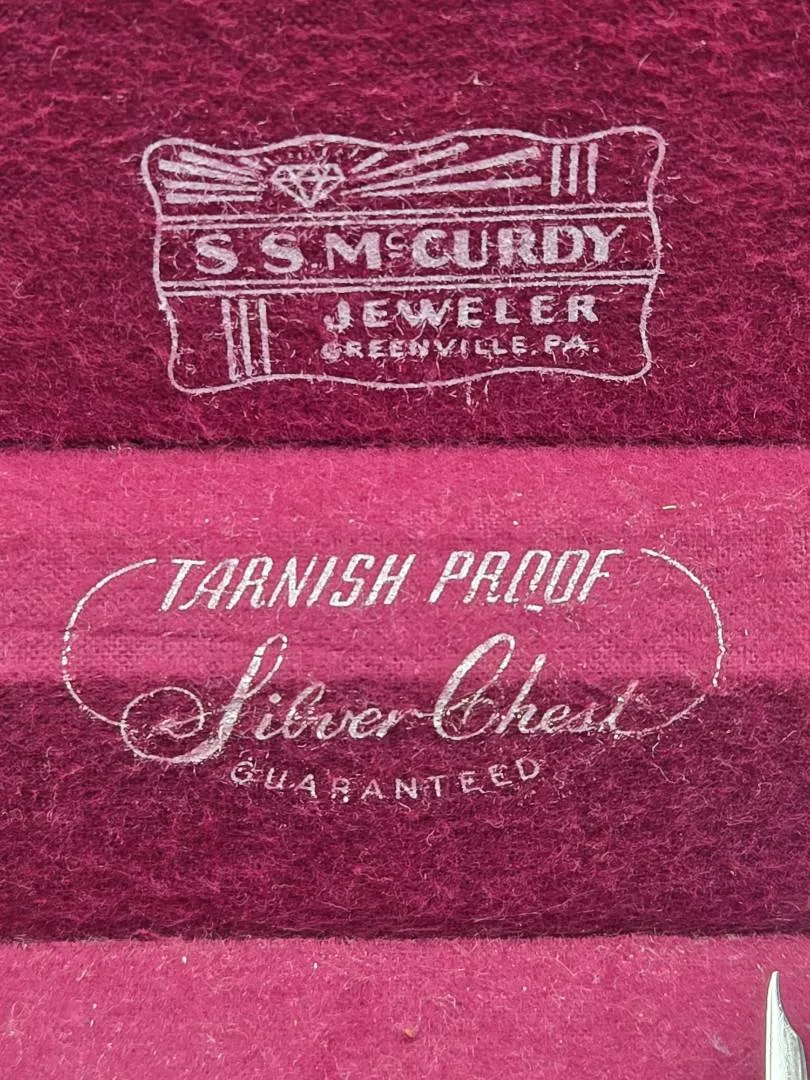 S.S. McCURDY
JEWELER
GREENVILLE, PA.
TARNISH PROOF
Silver Chest
GUARANTEED